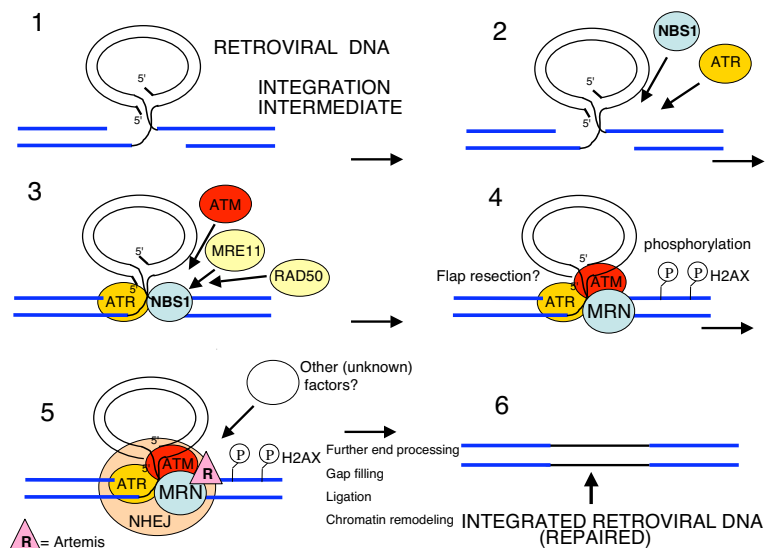 1
RETROVIRAL DNA
INTEGRATION
INTERMEDIATE
5'
5'
2
NBS1
ATR
5'
5'
3
ATM
MRE11
RAD50
5'
5'
ATR
NBS1
4
phosphorylation
Flap resection?
5'
ATM
P
P
H2AX
ATR
MRN
5
Other (unknown)
factors?
5'
ATM
R
P
P
H2AX
ATR
MRN
NHEJ
R = Artemis
Further end processing
Gap filling
Ligation
Chromatin remodeling
6
INTEGRATED RETROVIRAL DNA
(REPAIRED)